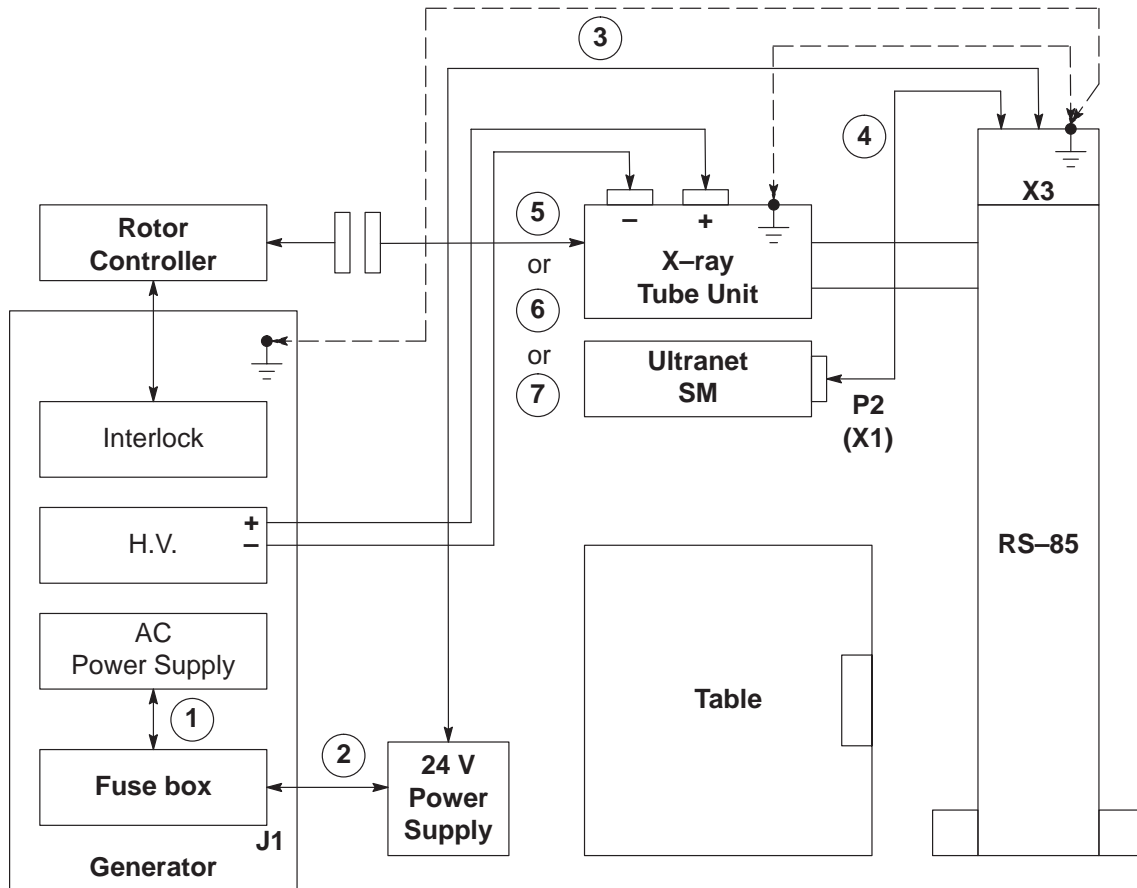 3
4
X3
Rotor
Controller
5
or
6
or
7
–
+
X–ray
Tube Unit
Ultranet
SM
P2
(X1)
Interlock
H.V.
+
–
RS–85
AC
Power Supply
1
Fuse box
J1
Generator
2
24 V
Power
Supply
Table